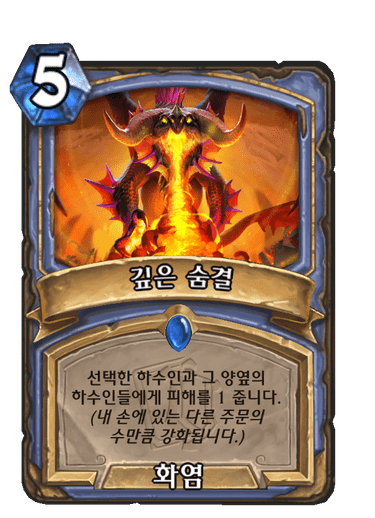 5
깊은 숨결
선택한 하수인과 그 양옆의
하수인들에게 피해를 1 줍니다.
(내 손에 있는 다른 주문의
수만큼 강화됩니다.)
화염